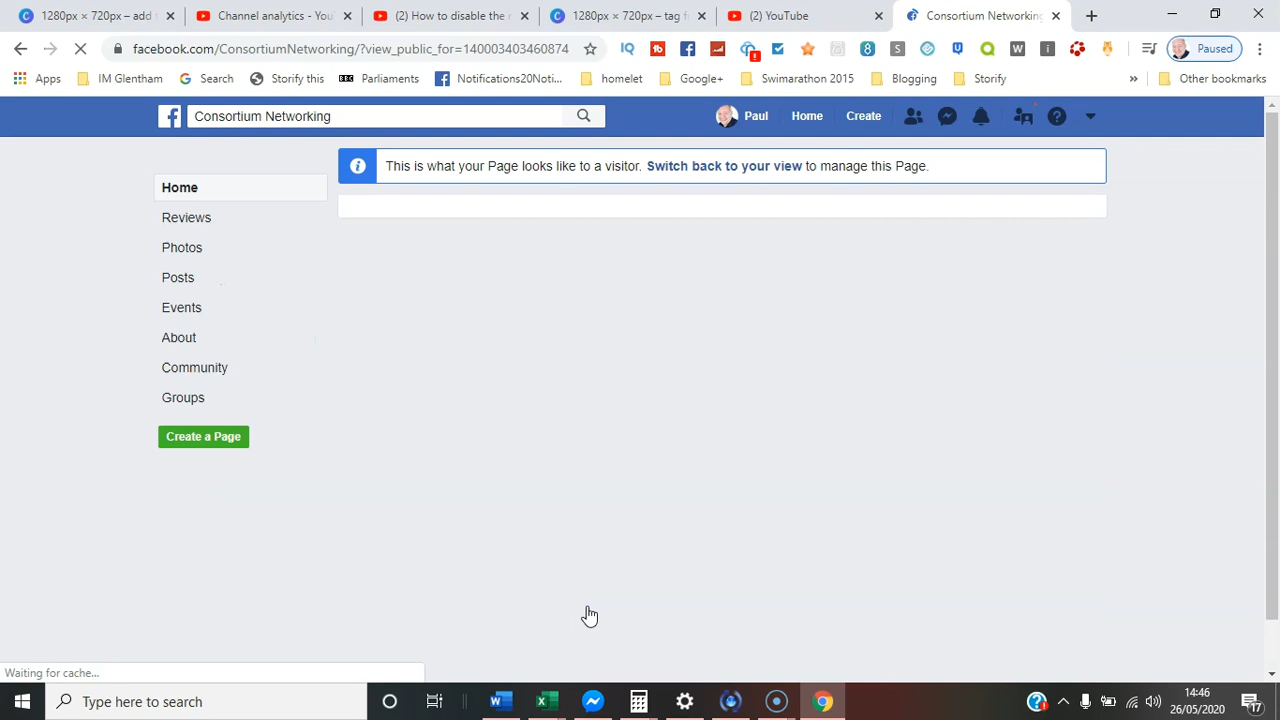 1280px × 720px – add
Channel analytics - You
(2) How to disable the
1280px × 720px – tag f
(2) YouTube
Consortium Networking
facebook.com/ConsortiumNetworking/?view_public_for=140003403460874
Paused
Apps
IM Glentham
Search
Storify this
Parliaments
Notifications20Noti...
homelet
Google+
Swimarathon 2015
Blogging
Storify
»
Other bookmarks
Consortium Networking
Paul
Home
Create
This is what your Page looks like to a visitor. Switch back to your view to manage this Page.
Home
Reviews
Photos
Posts
Events
About
Community
Groups
Create a Page
Waiting for cache...
Type here to search
14:46
26/05/2020
17